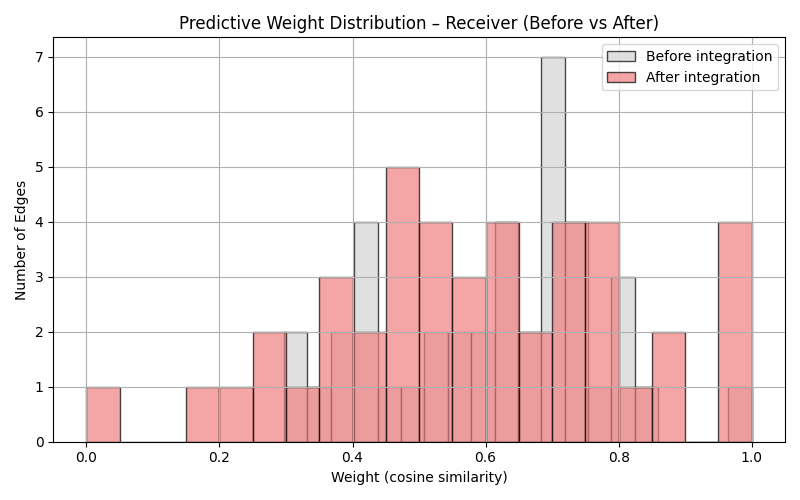 Predictive Weight Distribution – Receiver (Before vs After)
Before integration
After integration
Number of Edges
7
6
5
4
3
2
1
0
0.0 0.2 0.4 0.6 0.8 1.0
Weight (cosine similarity)